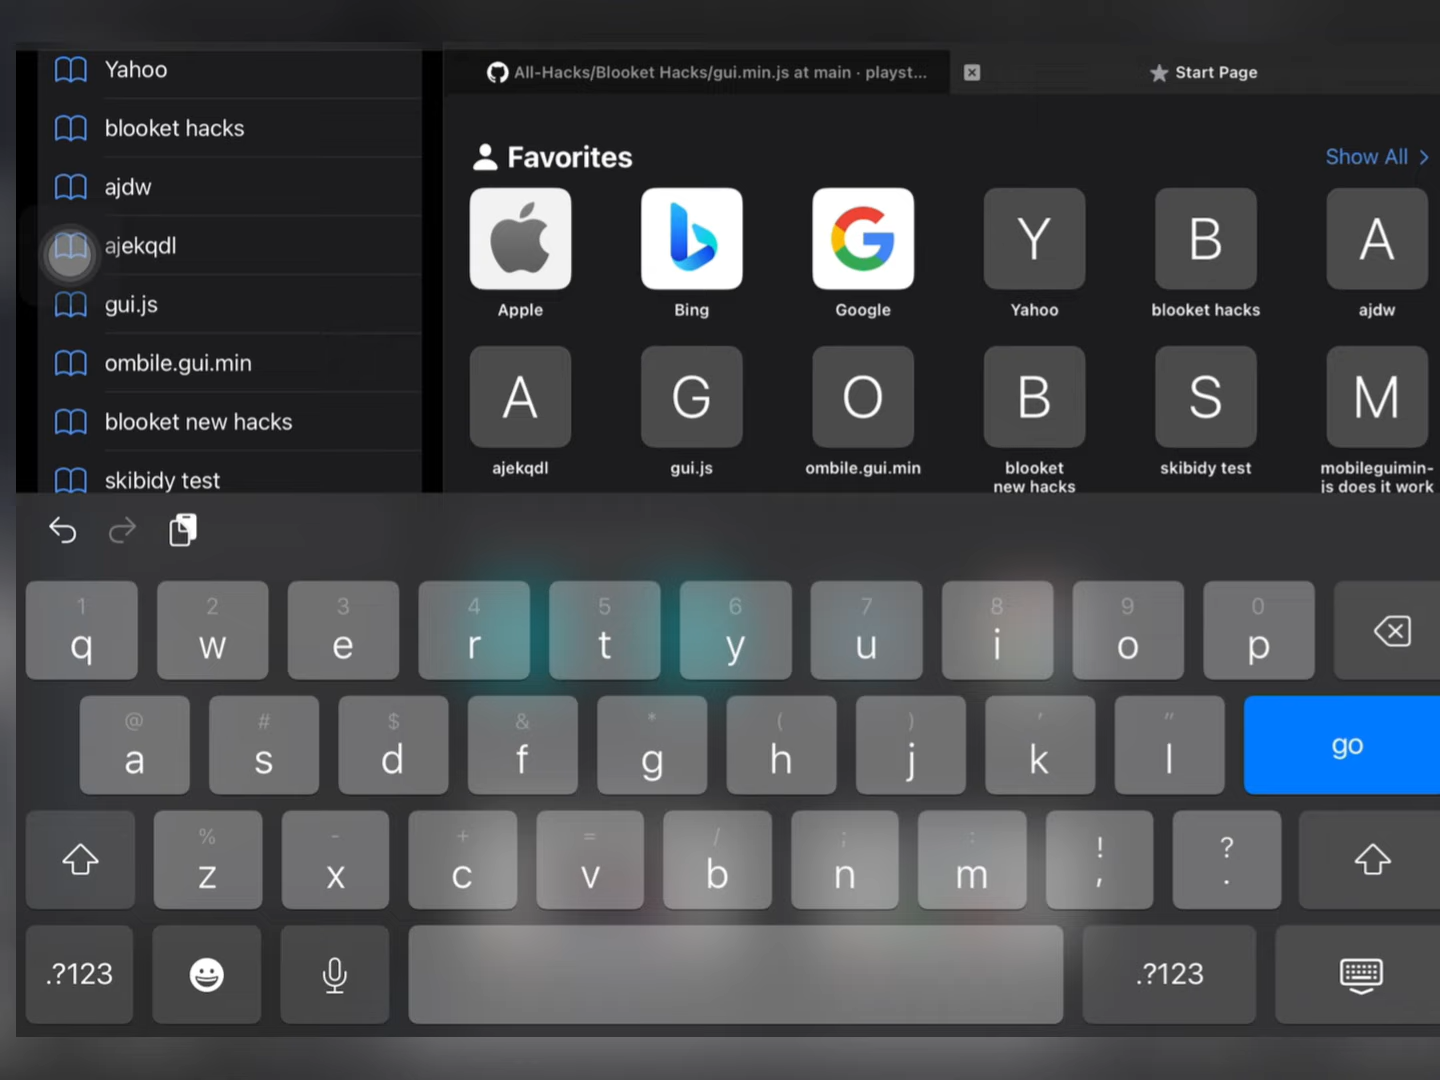 Yahoo
blooket hacks
ajdw
ajekqdl
gui.js
ombile.gui.min
blooket new hacks
skibidy test
All-Hacks/Blooket Hacks/gui.min.js at main · playst...
Start Page
Favorites
Show All
Y
B
A
Apple
Bing
Google
Yahoo
blooket hacks
ajdw
A
G
O
B
S
M
ajekqdl
gui.js
ombile.gui.min
blooket
new hacks
skibidy test
mobileguimin-
js does it work
1 2 3 4 5 6 7 8 9 0
q w e r t y u i o p
@ # $ & * ( ) ' "
a s d f g h j k l
go
% - + = / ; : ! ?
z x c v b n m , .
.?123
.?123